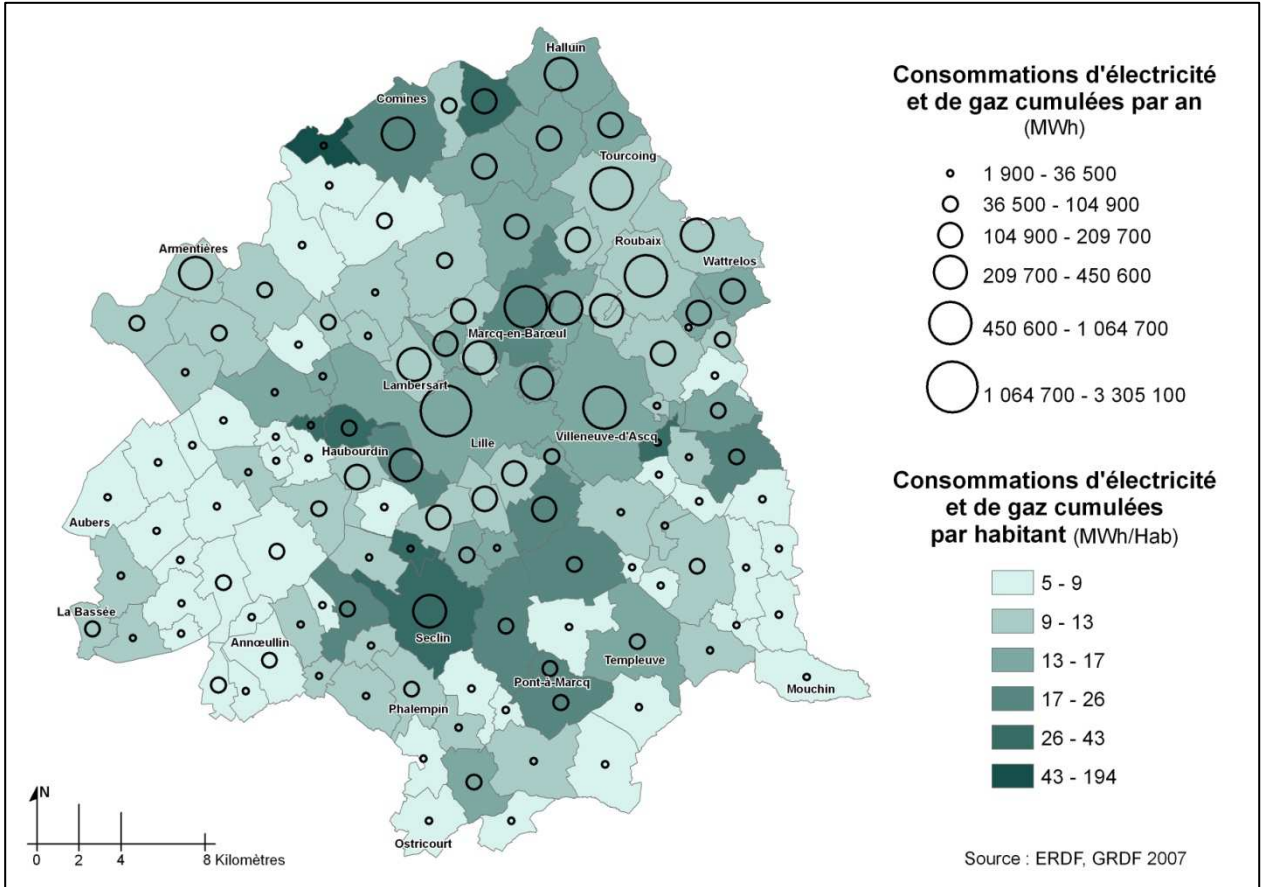 Halluin
Comines
Tourcoing
Armentières
Roubaix
Wattrelos
Marcq-en-Barœul
Lambersart
Lille
Villeneuve-d'Ascq
Haubourdin
Aubers
La Bassée
Annœullin
Seclin
Templeuve
Pont-à-Marcq
Mouchin
Phalempin
Ostricourt
N
0 2 4 8 Kilomètres
Consommations d'électricité
et de gaz cumulées par an
(MWh)
1 900 - 36 500
36 500 - 104 900
104 900 - 209 700
209 700 - 450 600
450 600 - 1 064 700
1 064 700 - 3 305 100
Consommations d'électricité
et de gaz cumulées
par habitant (MWh/Hab)
5 - 9
9 - 13
13 - 17
17 - 26
26 - 43
43 - 194
Source : ERDF, GRDF 2007